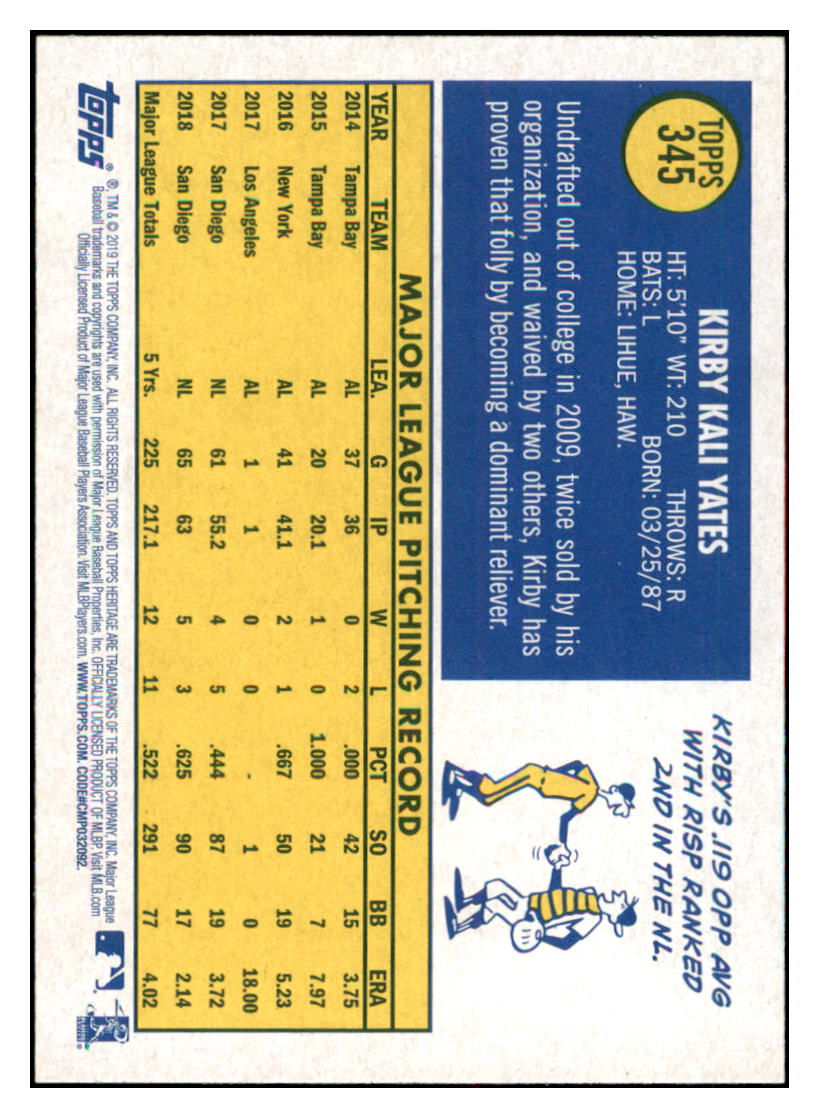 TOPPS
345
KIRBY KALI YATES
HT: 5'10" WT: 210 THROWS: R
BATS: L BORN: 03/25/87
HOME: LIHUE, HAW.
Undrafted out of college in 2009, twice sold by his
organization, and waived by two others, Kirby has
proven that folly by becoming a dominant reliever.
KIRBY'S .119 OPP AVG
WITH RISP RANKED
2ND IN THE NL.
MAJOR LEAGUE PITCHING RECORD
YEAR TEAM LEA. G IP W L PCT SO BB ERA
2014 Tampa Bay AL 37 36 0 2 .000 42 15 3.75
2015 Tampa Bay AL 20 20.1 1 0 1.000 21 7 7.97
2016 New York AL 41 41.1 2 1 .667 50 19 5.23
2017 Los Angeles AL 1 1 0 0 - 1 0 18.00
2017 San Diego NL 61 55.2 4 5 .444 87 19 3.72
2018 San Diego NL 65 63 5 3 .625 90 17 2.14
Major League Totals 5 Yrs. 225 217.1 12 11 .522 291 77 4.02
topps®
®, TM & © 2019 THE TOPPS COMPANY, INC. ALL RIGHTS RESERVED. TOPPS AND TOPPS HERITAGE ARE TRADEMARKS OF THE TOPPS COMPANY, INC. Major League
Baseball trademarks and copyrights are used with permission of Major League Baseball Properties, Inc. OFFICIALLY LICENSED PRODUCT OF MLBP. Visit MLB.com
Officially Licensed Product of Major League Baseball Players Association. Visit MLBPlayers.com. WWW.TOPPS.COM. CODE#CMP032092.